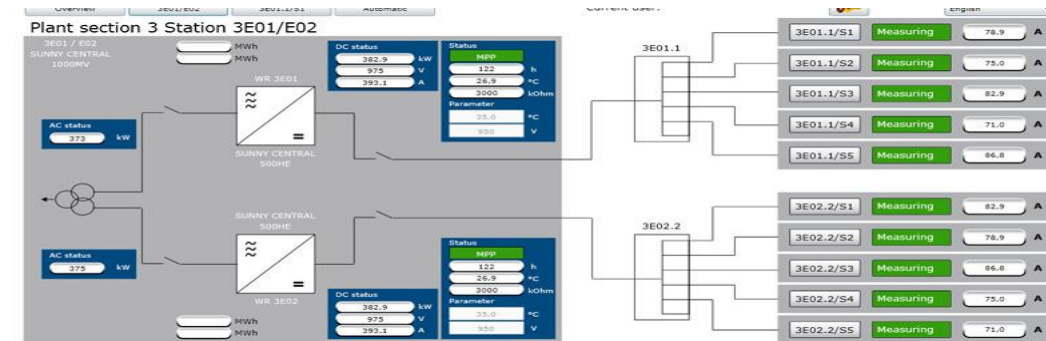 Overview 3E01/E02 3E01.1/S1 Automatic Current user: English
Plant section 3 Station 3E01/E02
3E01 / E02
SUNNY CENTRAL
1000MV
MWh
MWh
WR 3E01
DC status
382.9 kW
975 V
393.1 A
Status
MPP
122 h
26.9 °C
3000 kOhm
Parameter
35.0 °C
950 V
AC status
373 kW
SUNNY CENTRAL
500HE
3E01.1
3E01.1/S1 Measuring 78.9 A
3E01.1/S2 Measuring 75.0 A
3E01.1/S3 Measuring 82.9 A
3E01.1/S4 Measuring 71.0 A
3E01.1/S5 Measuring 86.8 A
SUNNY CENTRAL
500HE
AC status
375 kW
WR 3E02
MWh
MWh
DC status
382.9 kW
975 V
393.1 A
Status
MPP
122 h
26.9 °C
3000 kOhm
Parameter
35.0 °C
950 V
3E02.2
3E02.2/S1 Measuring 82.9 A
3E02.2/S2 Measuring 78.9 A
3E02.2/S3 Measuring 86.8 A
3E02.2/S4 Measuring 75.0 A
3E02.2/S5 Measuring 71.0 A